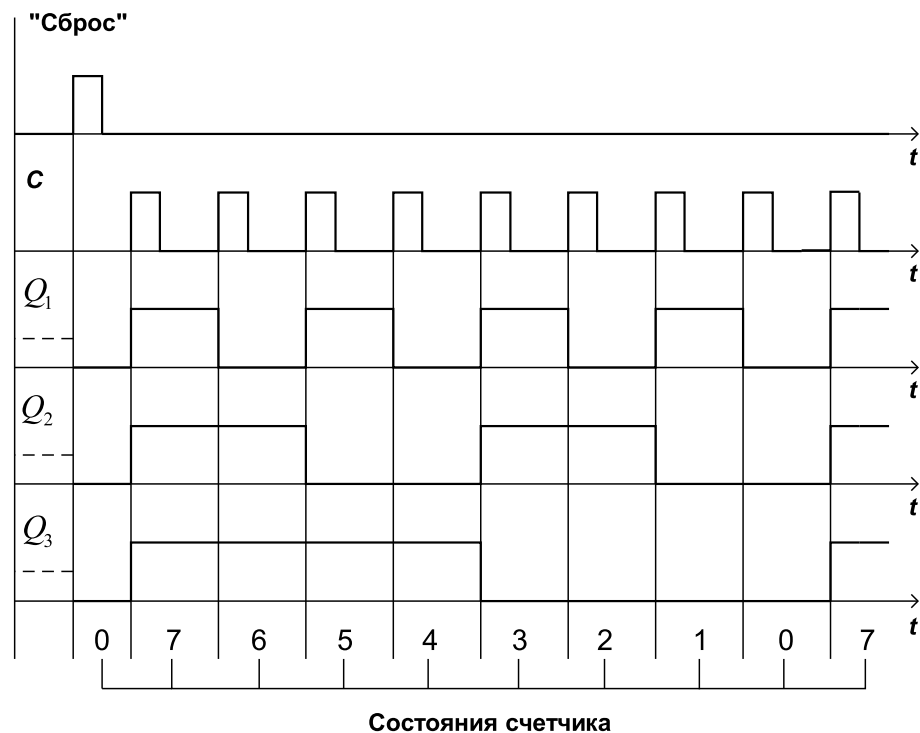 "Сброс"
t
C
t
Q₁
t
Q₂
t
Q₃
t
0 7 6 5 4 3 2 1 0 7
Состояния счетчика